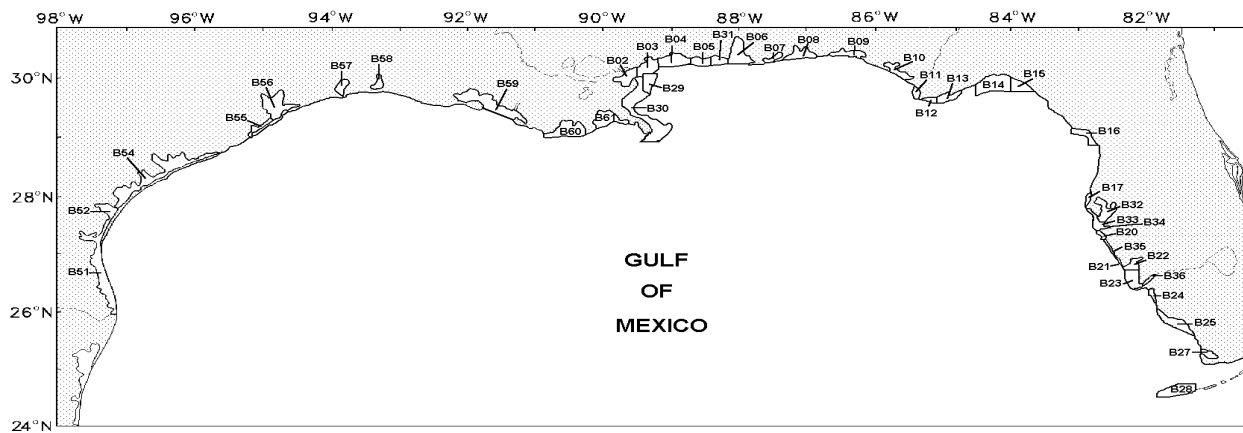 98°W 96°W 94°W 92°W 90°W 88°W 86°W 84°W 82°W
B31
B04 B06 B08
B03 B05 B07 B09
B58 B02 B10
30°N B57
B56 B59 B29 B11 B13 B14 B15
B30 B12
B55 B60 B61
B16
B54
28°N
B17
B52 B32
B33 B34
B20
B35
GULF B21 B22
B51 B36
B23
OF B24
26°N MEXICO B25
B27
B28
24°N